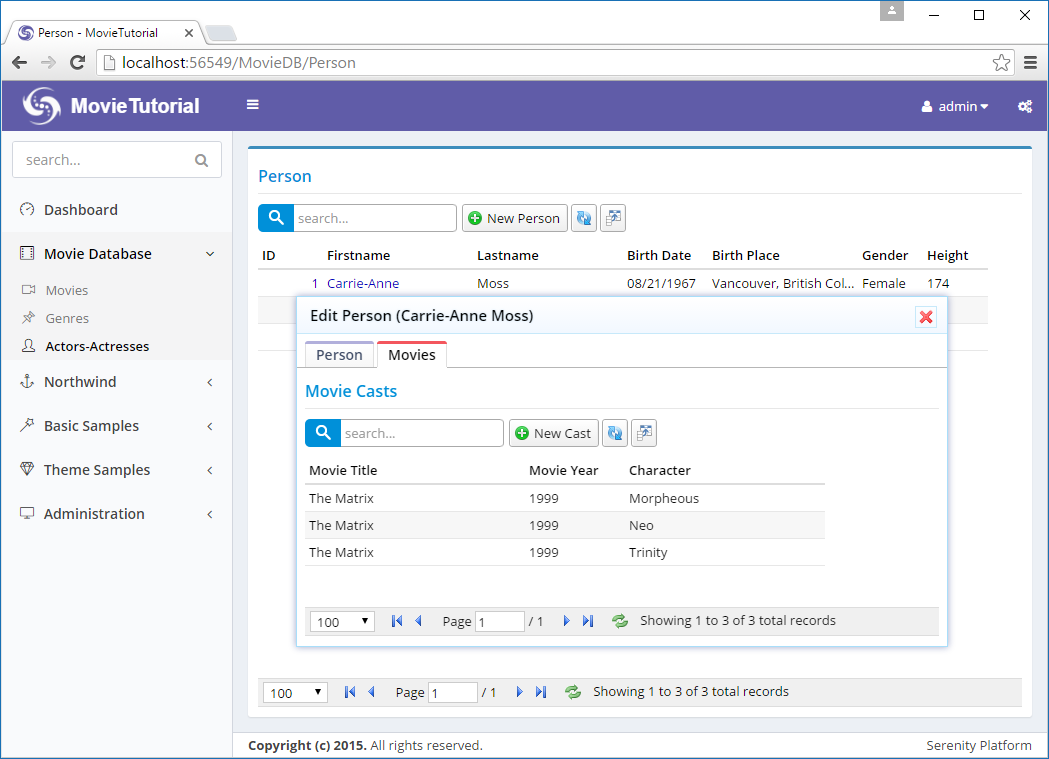 Person - MovieTutorial
localhost:56549/MovieDB/Person
MovieTutorial
admin
search...
Dashboard
Movie Database
Movies
Genres
Actors-Actresses
Northwind
Basic Samples
Theme Samples
Administration
Person
search... New Person
ID Firstname Lastname Birth Date Birth Place Gender Height
1 Carrie-Anne Moss 08/21/1967 Vancouver, British Col... Female 174
Edit Person (Carrie-Anne Moss)
Person Movies
Movie Casts
search... New Cast
Movie Title Movie Year Character
The Matrix 1999 Morpheous
The Matrix 1999 Neo
The Matrix 1999 Trinity
100 Page 1 / 1 Showing 1 to 3 of 3 total records
100 Page 1 / 1 Showing 1 to 3 of 3 total records
Copyright (c) 2015. All rights reserved. Serenity Platform